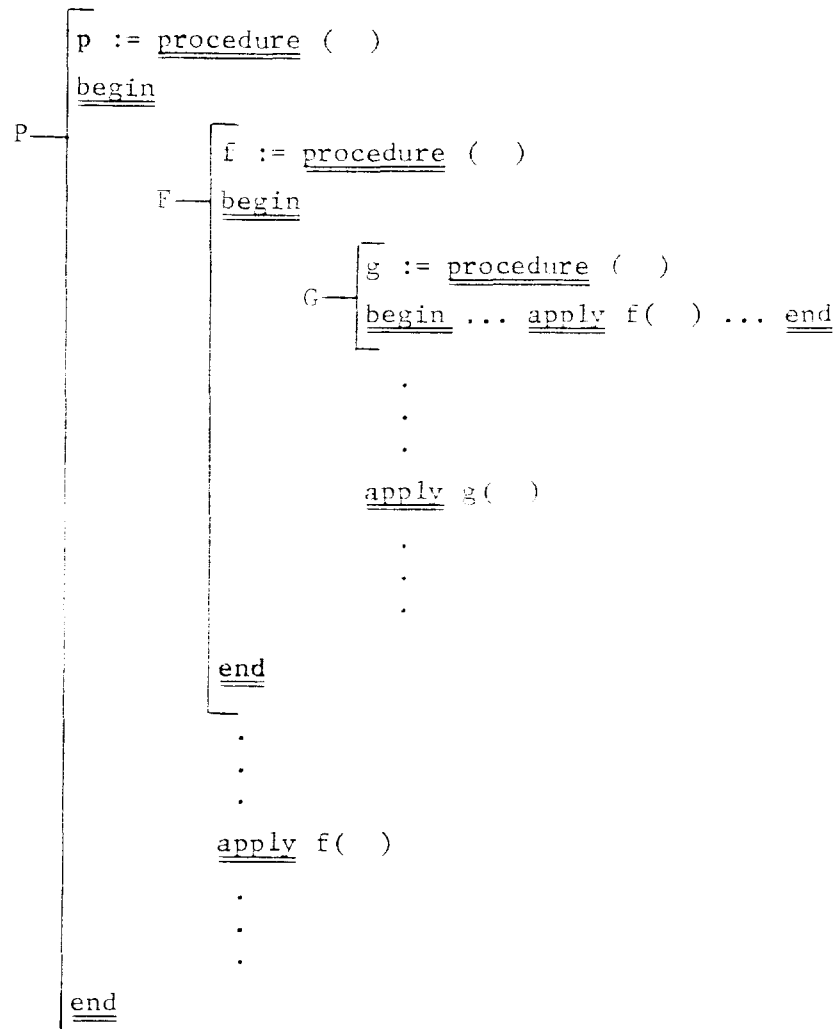 p := procedure ( )
begin
P
f := procedure ( )
F
begin
g := procedure ( )
G
begin ... apply f( ) ... end
.
.
.
apply g( )
.
.
.
end
.
.
.
apply f( )
.
.
.
end